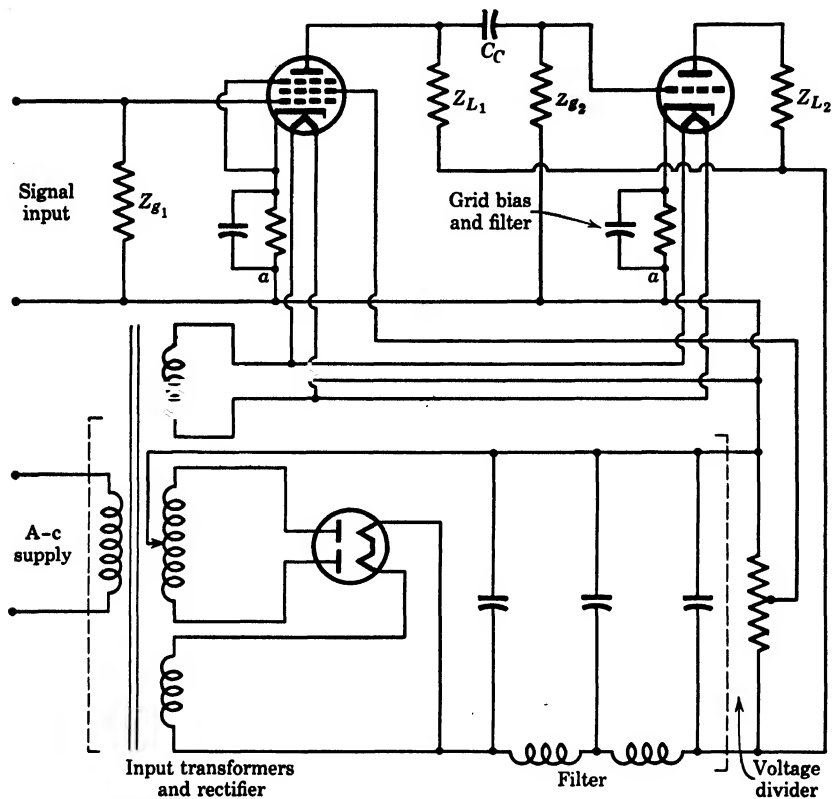 C_C
Z_L1
z_g2
Z_L2
Signal
input
Z_g1
Grid bias
and filter
a
a
A-c
supply
Input transformers
and rectifier
Filter
Voltage
divider